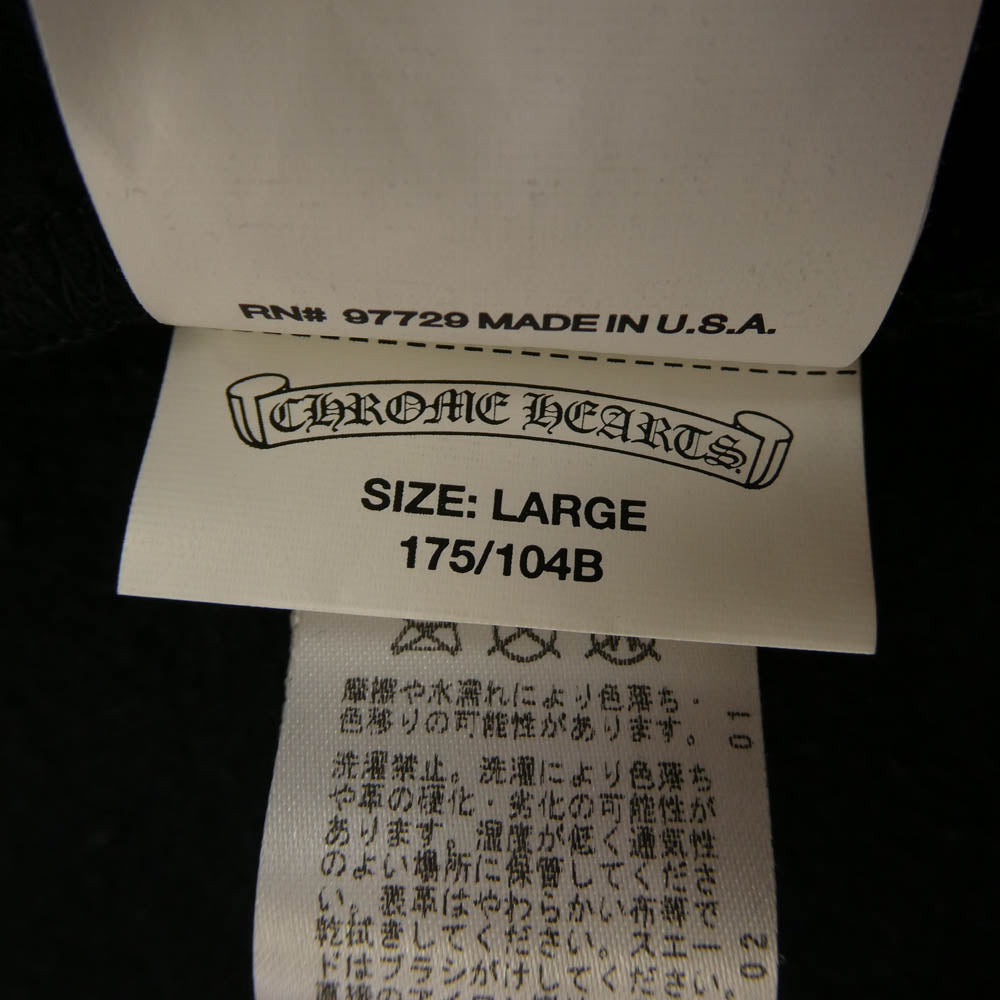 RN# 97729 MADE IN U.S.A.
CHROME HEARTS
SIZE: LARGE
175/104B
摩擦や水濡れにより色落ち・
色移りの可能性があります。
01
洗濯禁止。洗濯により色落ち
や革の硬化・劣化の可能性が
あります。湿度が低く通気性
のよい場所に保管してくださ
い。製革はやわらかい布等で
乾拭きしてください。スエー
ドはブラシがけしてください。
02